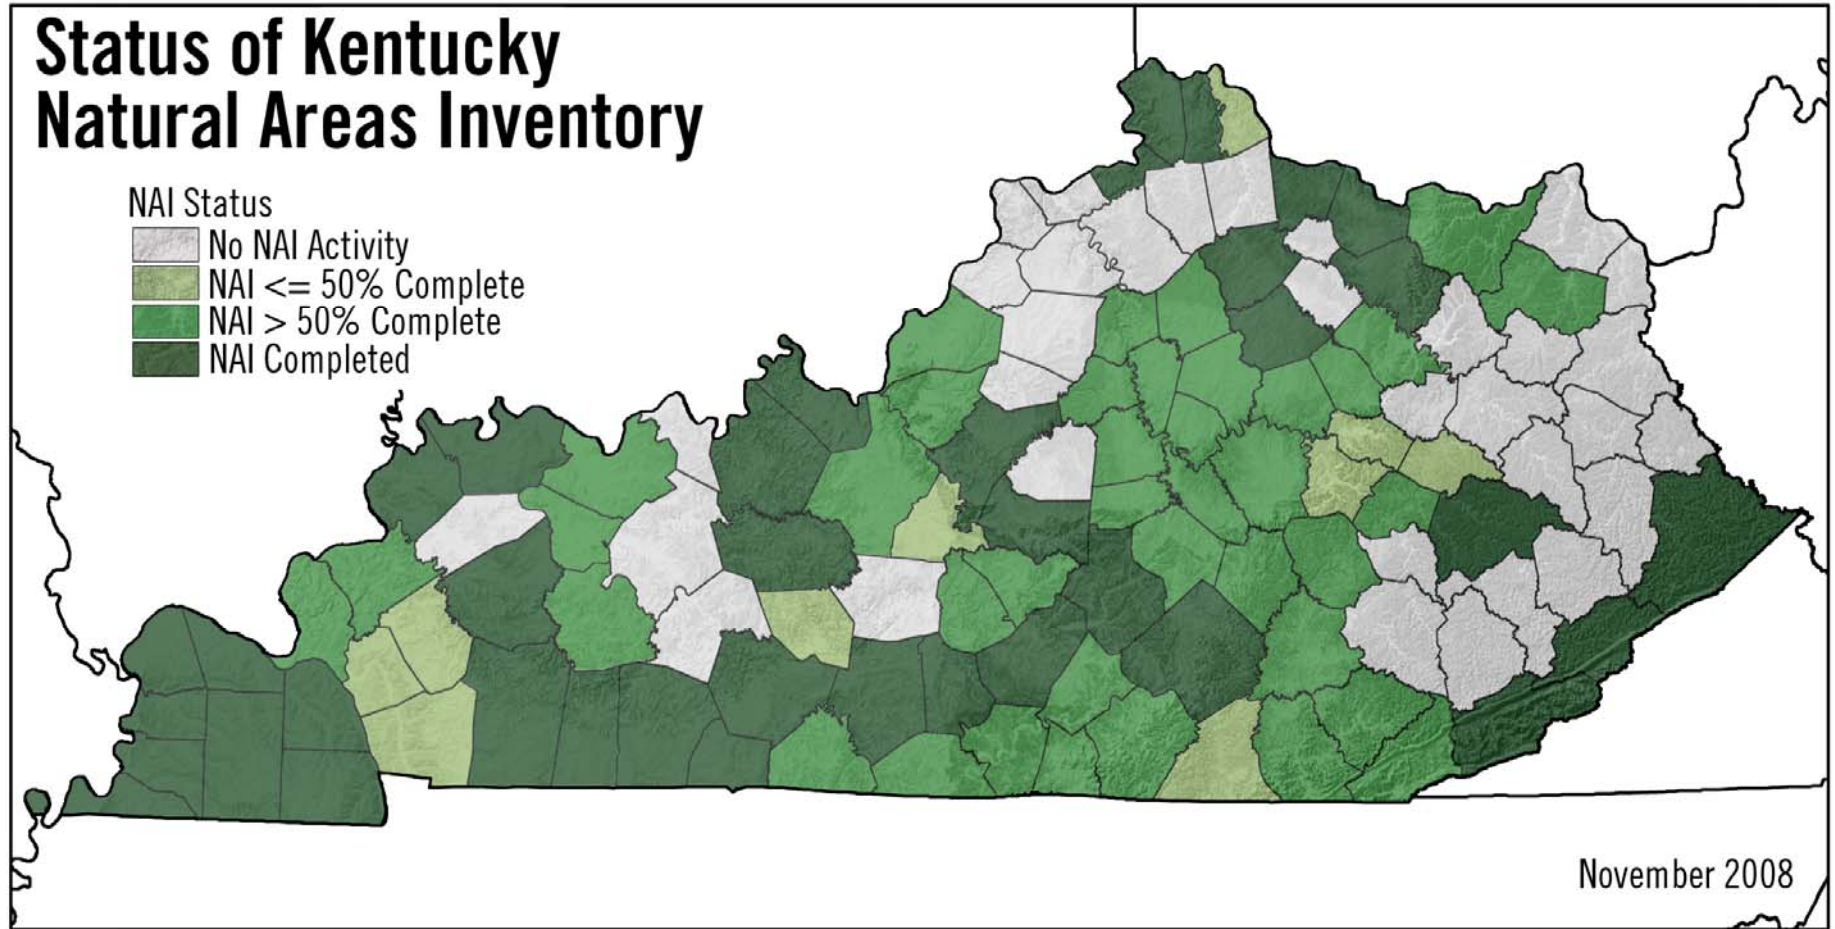 Status of Kentucky
Natural Areas Inventory
NAI Status
No NAI Activity
NAI <= 50% Complete
NAI > 50% Complete
NAI Completed
November 2008